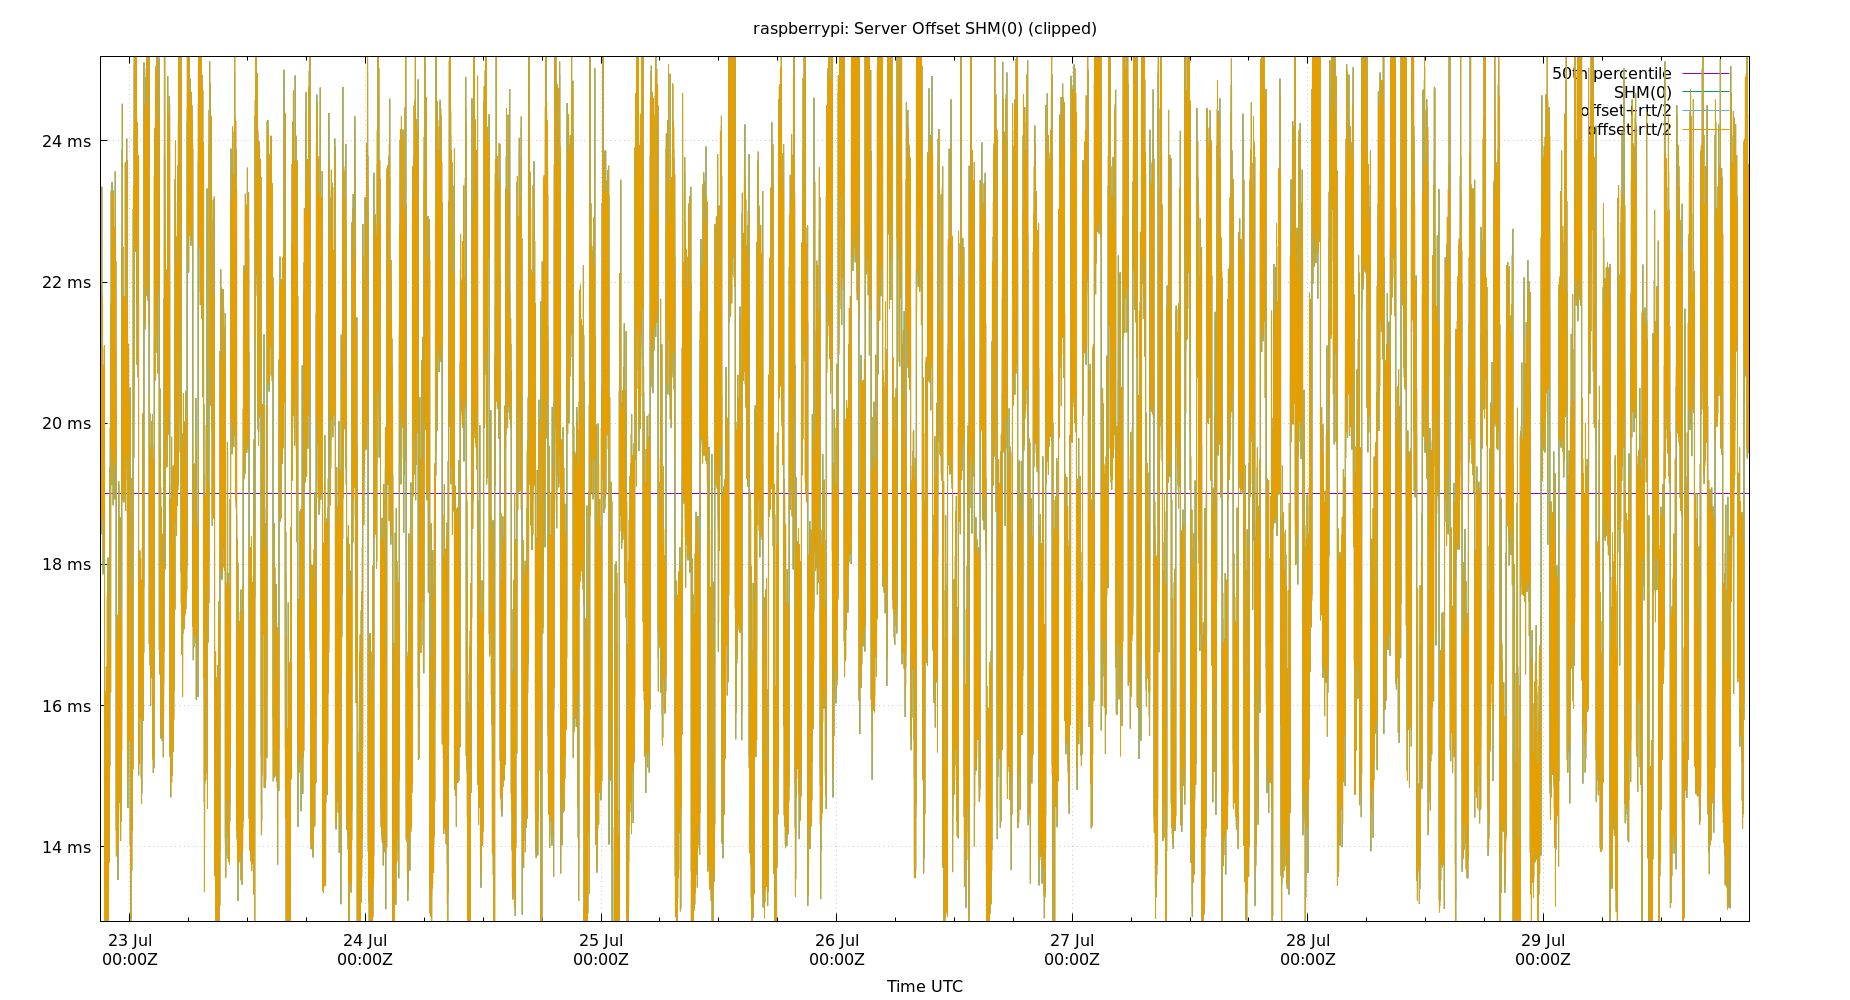 raspberrypi: Server Offset SHM(0) (clipped)
50th percentile
SHM(0)
offset+rtt/2
offset-rtt/2
24 ms
22 ms
20 ms
18 ms
16 ms
14 ms
23 Jul 24 Jul 25 Jul 26 Jul 27 Jul 28 Jul 29 Jul
00:00Z 00:00Z 00:00Z 00:00Z 00:00Z 00:00Z 00:00Z
Time UTC